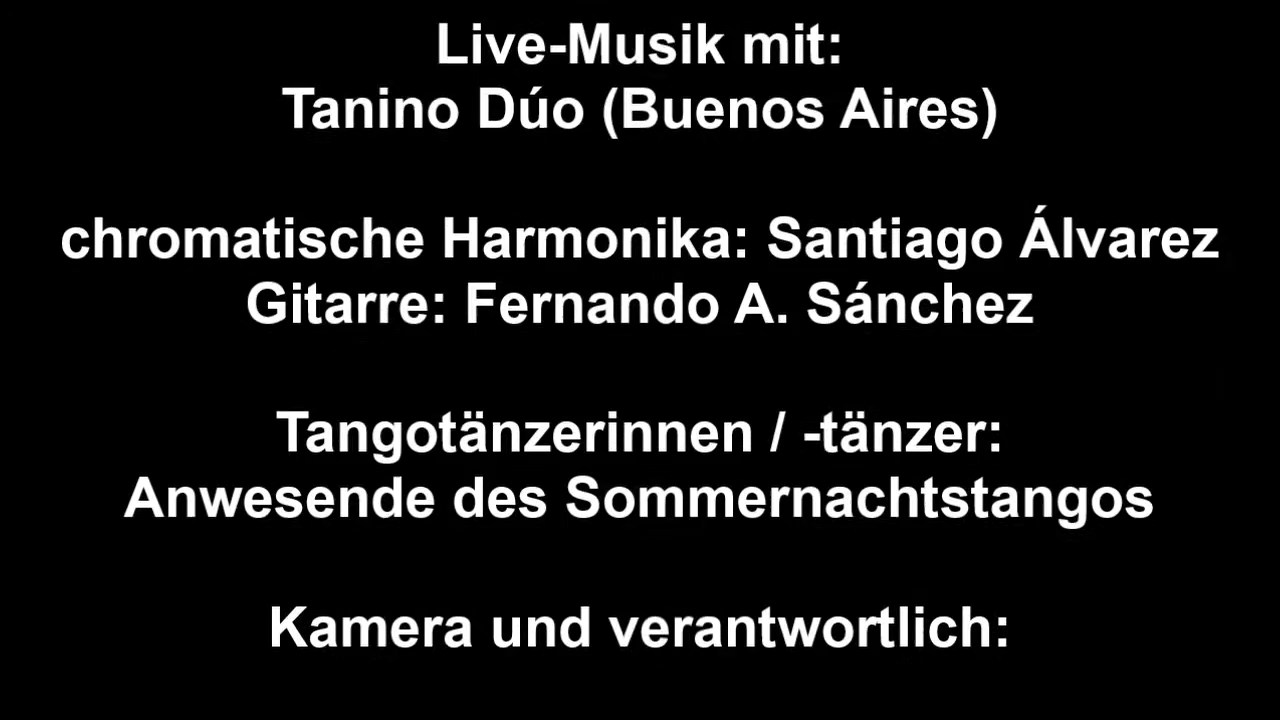 Live-Musik mit:
Tanino Dúo (Buenos Aires)
chromatische Harmonika: Santiago Álvarez
Gitarre: Fernando A. Sánchez
Tangotänzerinnen / -tänzer:
Anwesende des Sommernachtstangos
Kamera und verantwortlich: